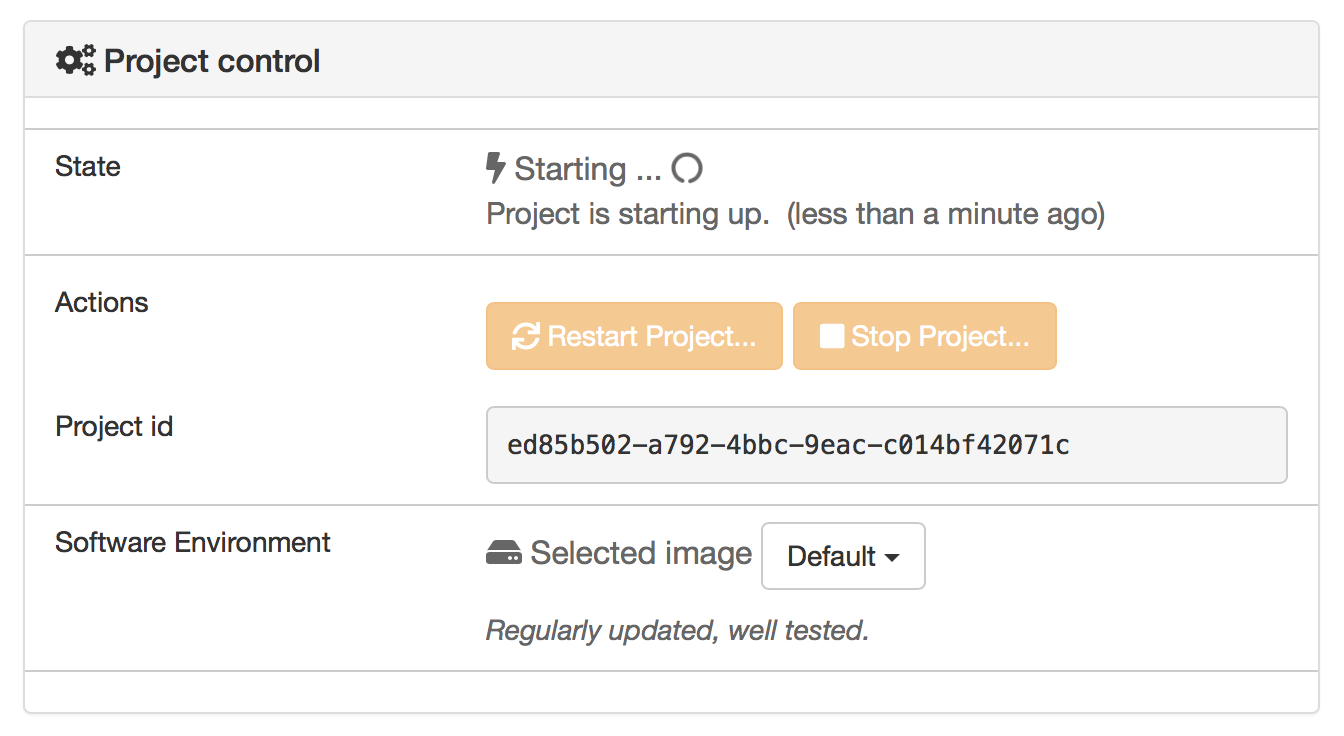 Project control
State
Starting ...
Project is starting up.  (less than a minute ago)
Actions
Restart Project... Stop Project...
Project id
ed85b502-a792-4bbc-9eac-c014bf42071c
Software Environment
Selected image Default
Regularly updated, well tested.